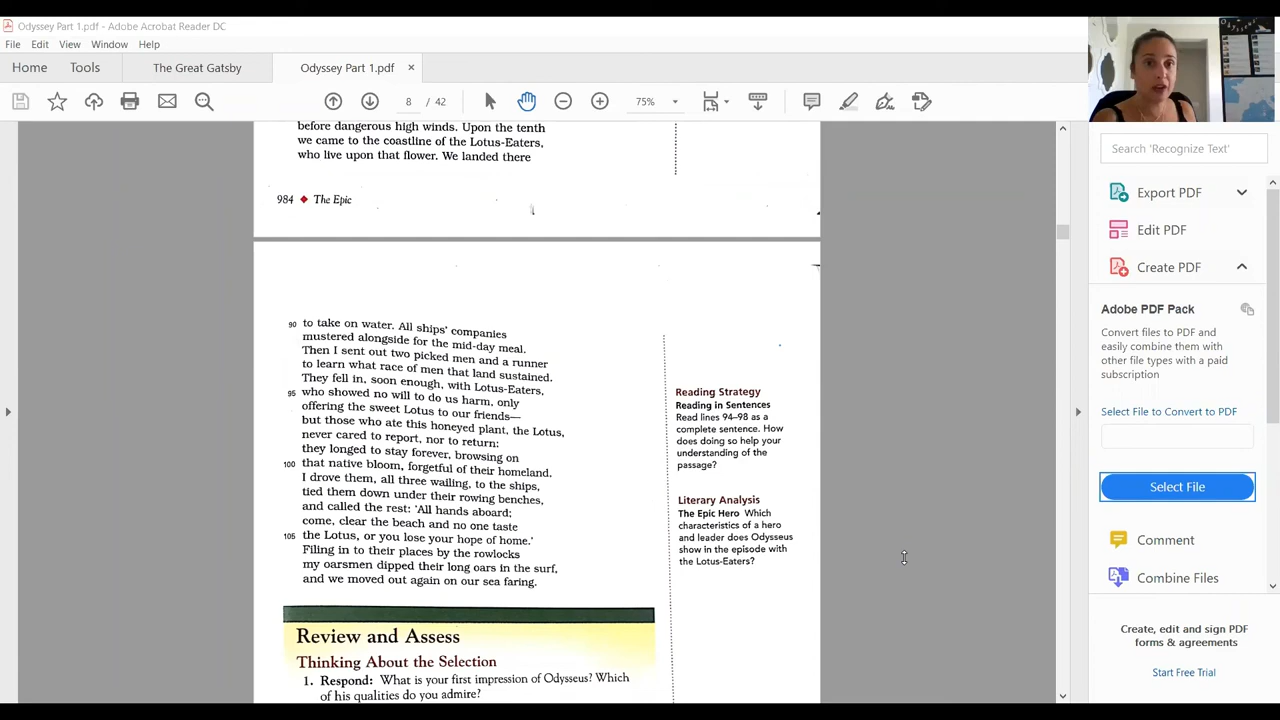 Odyssey Part 1.pdf - Adobe Acrobat Reader DC
File Edit View Window Help
Home Tools The Great Gatsby Odyssey Part 1.pdf ×
8 / 42 75%
before dangerous high winds. Upon the tenth
we came to the coastline of the Lotus-Eaters,
who live upon that flower. We landed there
984 ◆ The Epic
90 to take on water. All ships' companies
mustered alongside for the mid-day meal.
Then I sent out two picked men and a runner
to learn what race of men that land sustained.
They fell in, soon enough, with Lotus-Eaters,
95 who showed no will to do us harm, only
offering the sweet Lotus to our friends—
but those who ate this honeyed plant, the Lotus,
never cared to report, nor to return:
they longed to stay forever, browsing on
100 that native bloom, forgetful of their homeland.
I drove them, all three wailing, to the ships,
tied them down under their rowing benches,
and called the rest: 'All hands aboard;
come, clear the beach and no one taste
105 the Lotus, or you lose your hope of home.'
Filing in to their places by the rowlocks
my oarsmen dipped their long oars in the surf,
and we moved out again on our sea faring.
Reading Strategy
Reading in Sentences
Read lines 94–98 as a
complete sentence. How
does doing so help your
understanding of the
passage?
Literary Analysis
The Epic Hero Which
characteristics of a hero
and leader does Odysseus
show in the episode with
the Lotus-Eaters?
Review and Assess
Thinking About the Selection
1. Respond: What is your first impression of Odysseus? Which
of his qualities do you admire?
Search 'Recognize Text'
Export PDF
Edit PDF
Create PDF
Adobe PDF Pack
Convert files to PDF and
easily combine them with
other file types with a paid
subscription
Select File to Convert to PDF
Select File
Comment
Combine Files
Create, edit and sign PDF
forms & agreements
Start Free Trial